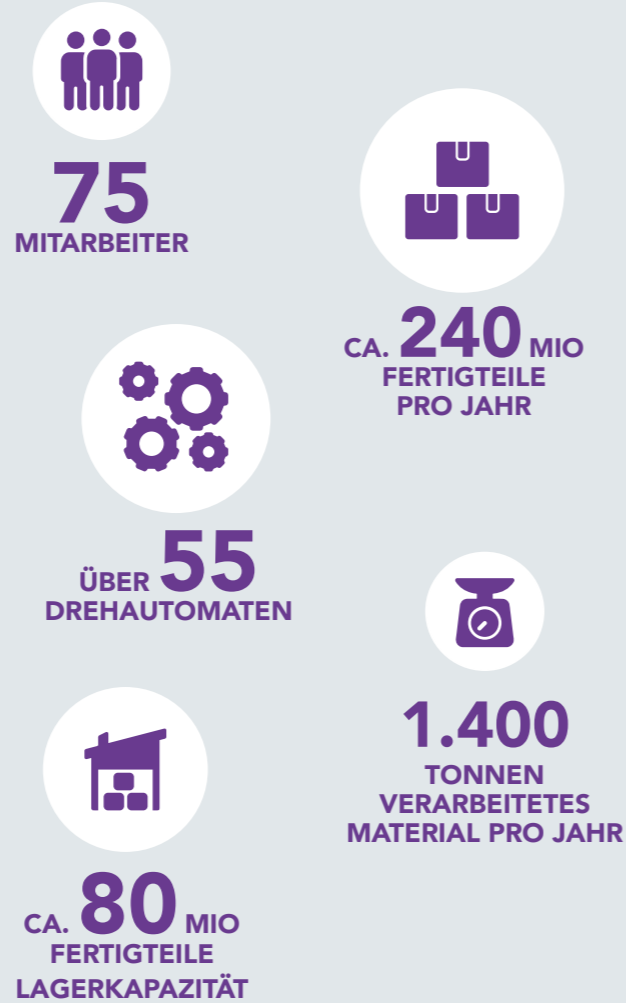 75
MITARBEITER
CA. 240 MIO
FERTIGTEILE
PRO JAHR
ÜBER 55
DREHAUTOMATEN
1.400
TONNEN
VERARBEITETES
MATERIAL PRO JAHR
CA. 80 MIO
FERTIGTEILE
LAGERKAPAZITÄT